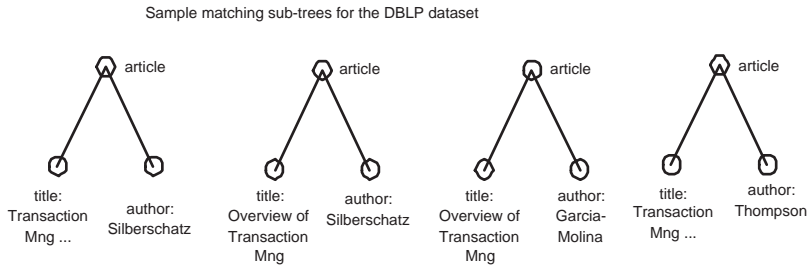 Sample matching sub-trees for the DBLP dataset
article
title:
Transaction
Mng ...
author:
Silberschatz
article
title:
Overview of
Transaction
Mng
author:
Silberschatz
article
title:
Overview of
Transaction
Mng
author:
Garcia-
Molina
article
title:
Transaction
Mng ...
author:
Thompson